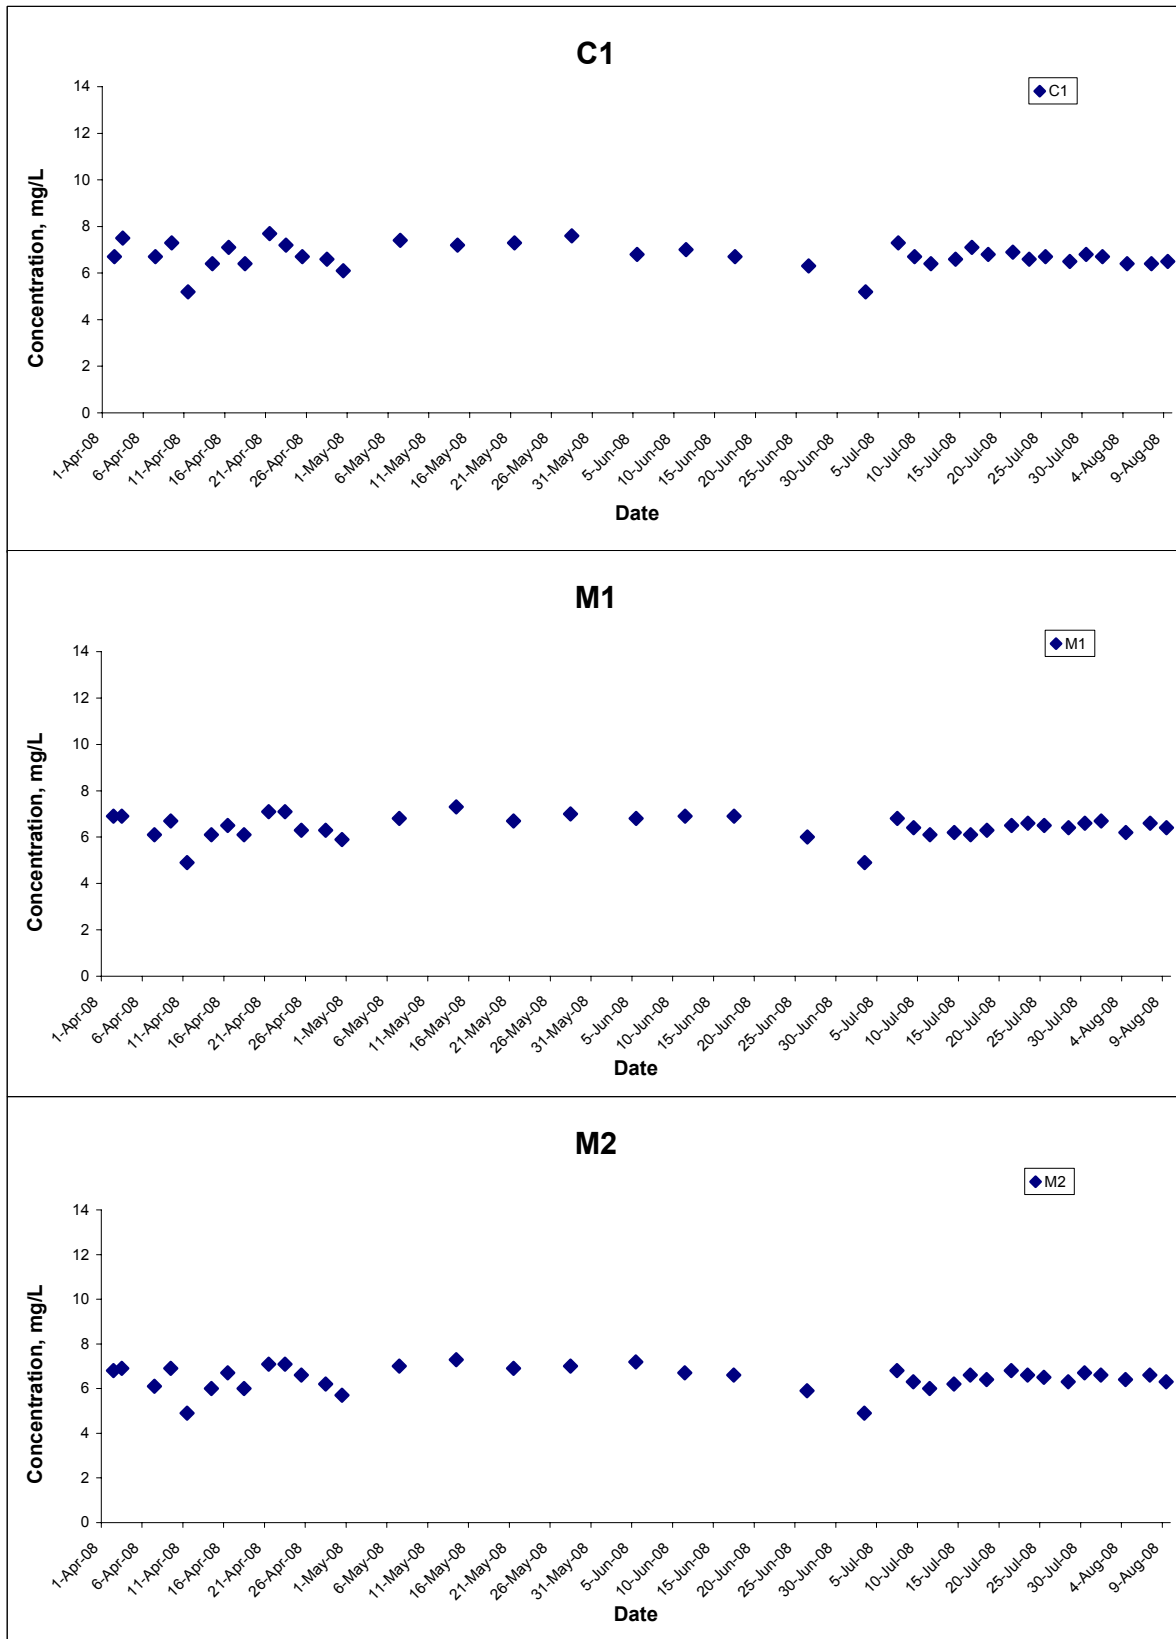 C1
C1
Concentration, mg/L
14
12
10
8
6
4
2
0
1-Apr-08
6-Apr-08
11-Apr-08
16-Apr-08
21-Apr-08
26-Apr-08
1-May-08
6-May-08
11-May-08
16-May-08
21-May-08
26-May-08
31-May-08
5-Jun-08
10-Jun-08
15-Jun-08
20-Jun-08
25-Jun-08
30-Jun-08
5-Jul-08
10-Jul-08
15-Jul-08
20-Jul-08
25-Jul-08
30-Jul-08
4-Aug-08
9-Aug-08
Date
M1
M1
Concentration, mg/L
14
12
10
8
6
4
2
0
1-Apr-08
6-Apr-08
11-Apr-08
16-Apr-08
21-Apr-08
26-Apr-08
1-May-08
6-May-08
11-May-08
16-May-08
21-May-08
26-May-08
31-May-08
5-Jun-08
10-Jun-08
15-Jun-08
20-Jun-08
25-Jun-08
30-Jun-08
5-Jul-08
10-Jul-08
15-Jul-08
20-Jul-08
25-Jul-08
30-Jul-08
4-Aug-08
9-Aug-08
Date
M2
M2
Concentration, mg/L
14
12
10
8
6
4
2
0
1-Apr-08
6-Apr-08
11-Apr-08
16-Apr-08
21-Apr-08
26-Apr-08
1-May-08
6-May-08
11-May-08
16-May-08
21-May-08
26-May-08
31-May-08
5-Jun-08
10-Jun-08
15-Jun-08
20-Jun-08
25-Jun-08
30-Jun-08
5-Jul-08
10-Jul-08
15-Jul-08
20-Jul-08
25-Jul-08
30-Jul-08
4-Aug-08
9-Aug-08
Date